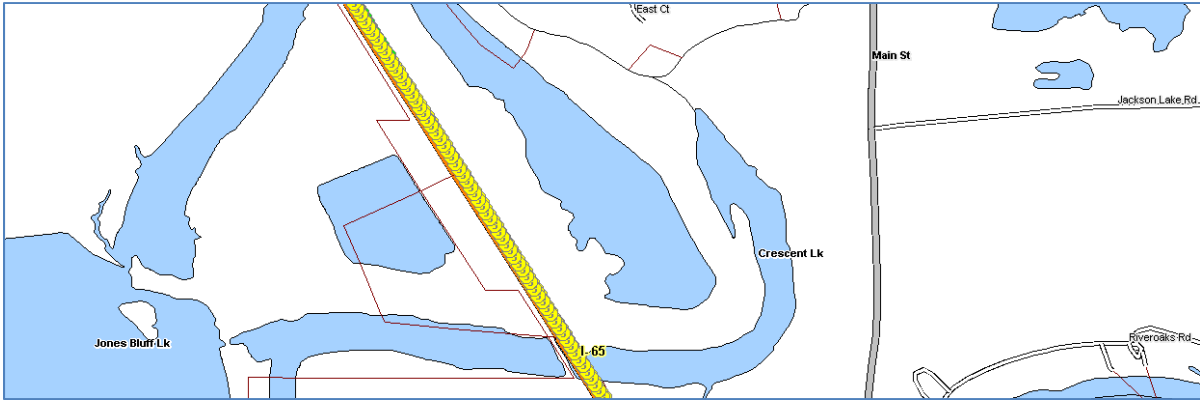 East Ct
Main St
Jackson Lake Rd
Crescent Lk
Riveroaks Rd
Jones Bluff Lk
I- 65